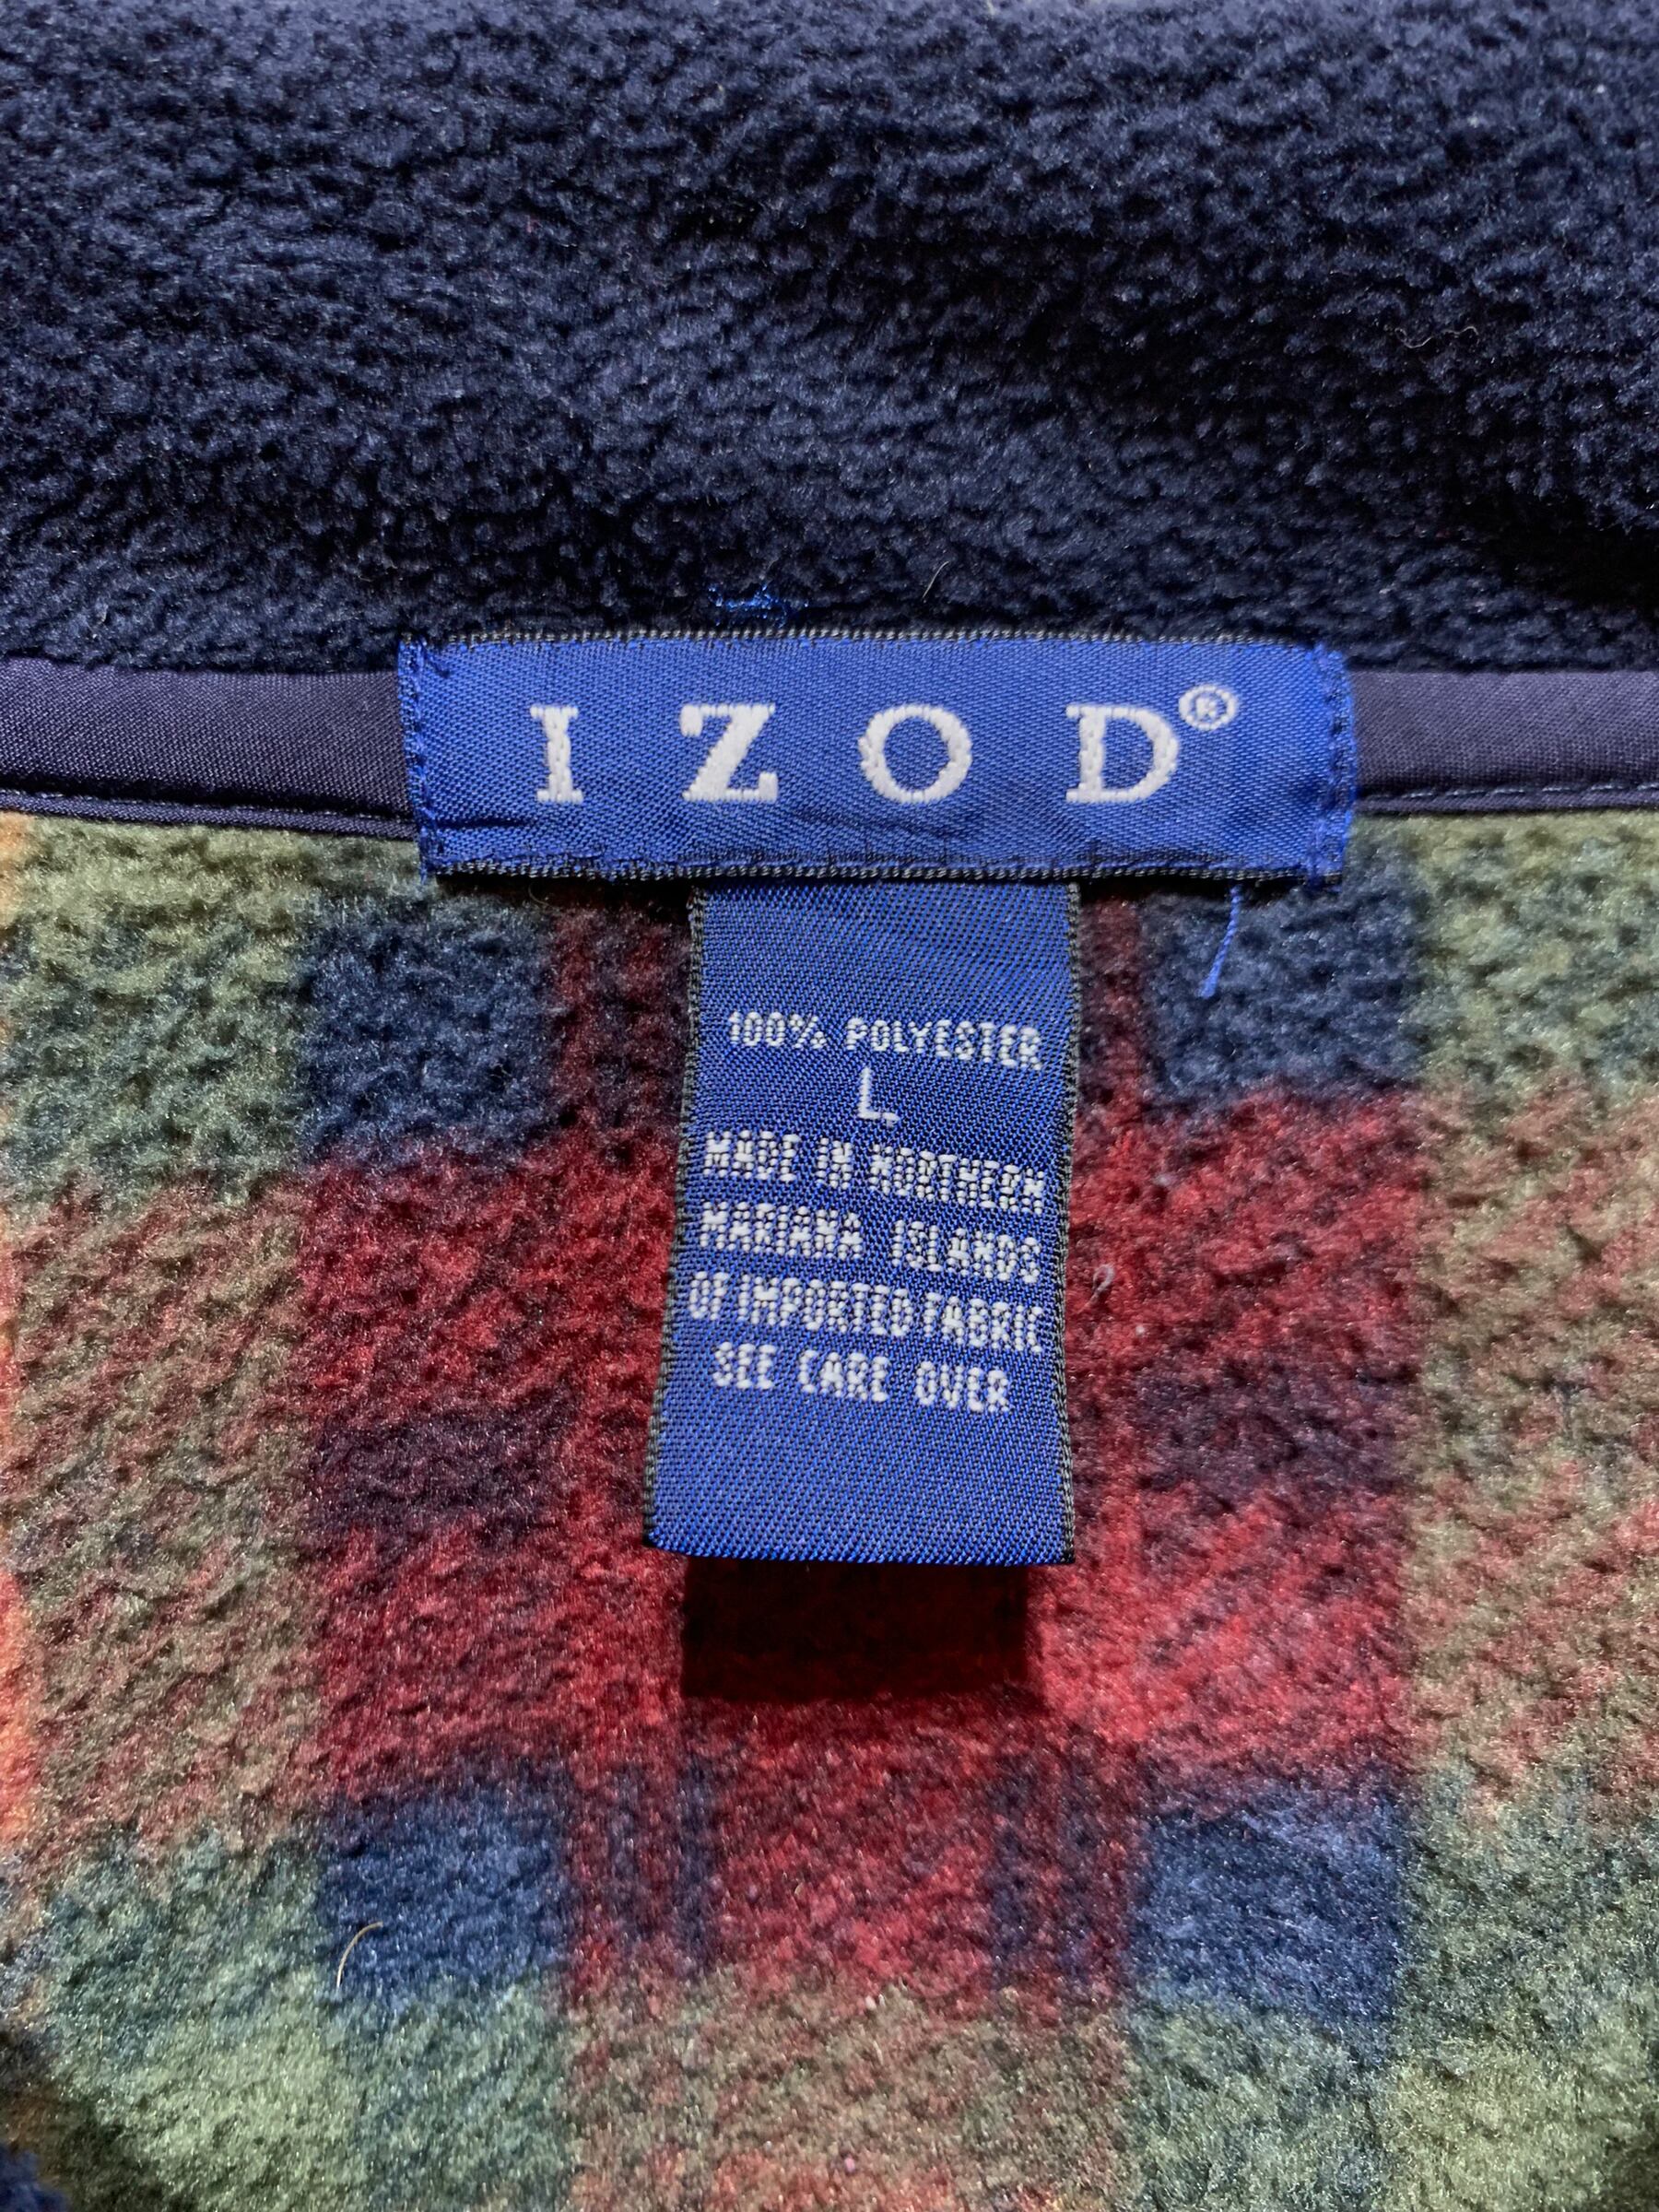 IZOD®
100% POLYESTER
L
MADE IN NORTHERN
MARIANA ISLANDS
OF IMPORTED FABRIC
SEE CARE OVER